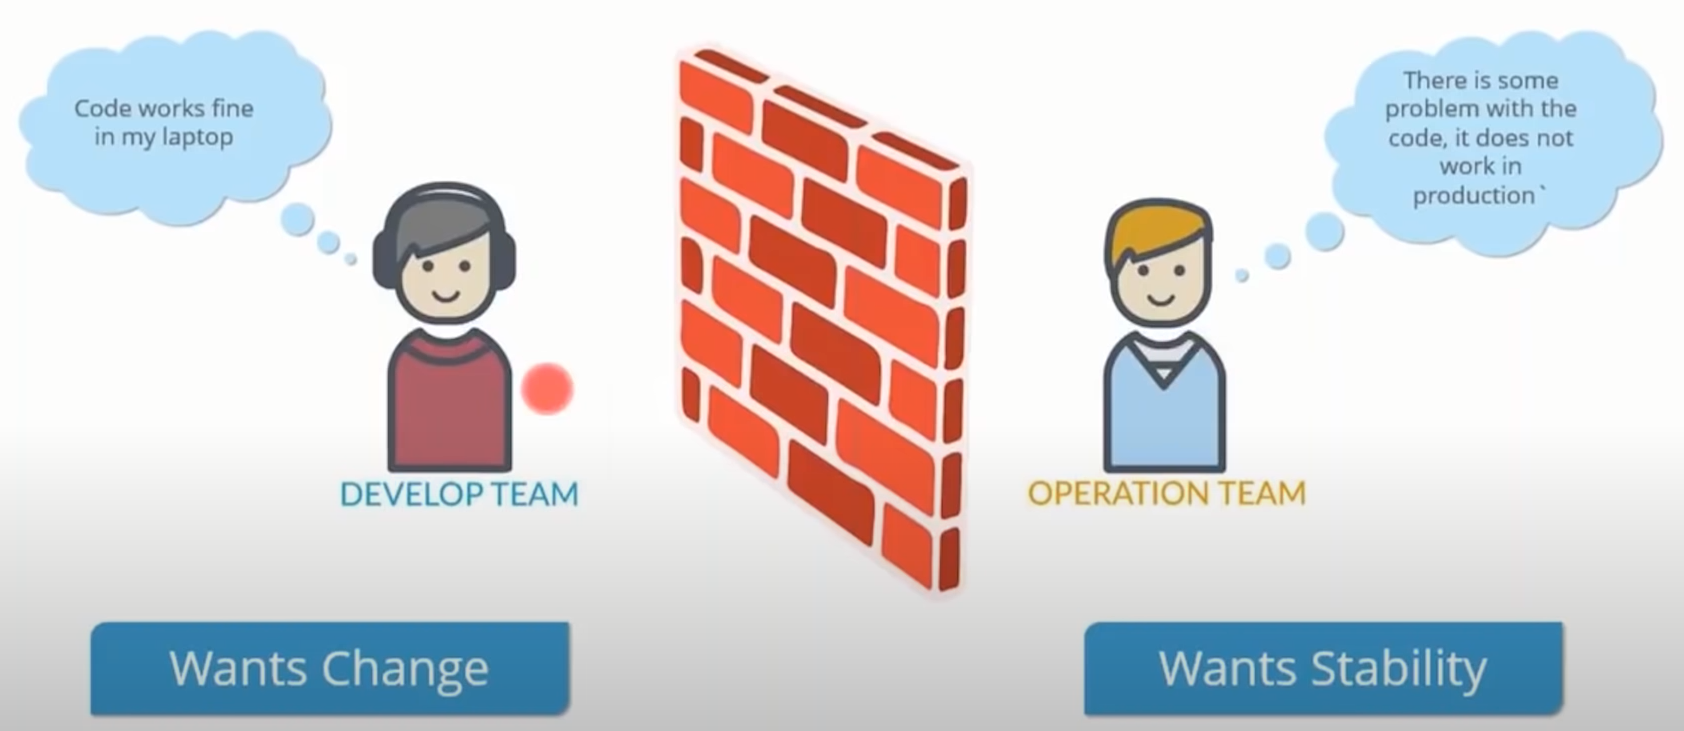 Code works fine
in my laptop
There is some
problem with the
code, it does not
work in
production`
DEVELOP TEAM
OPERATION TEAM
Wants Change
Wants Stability